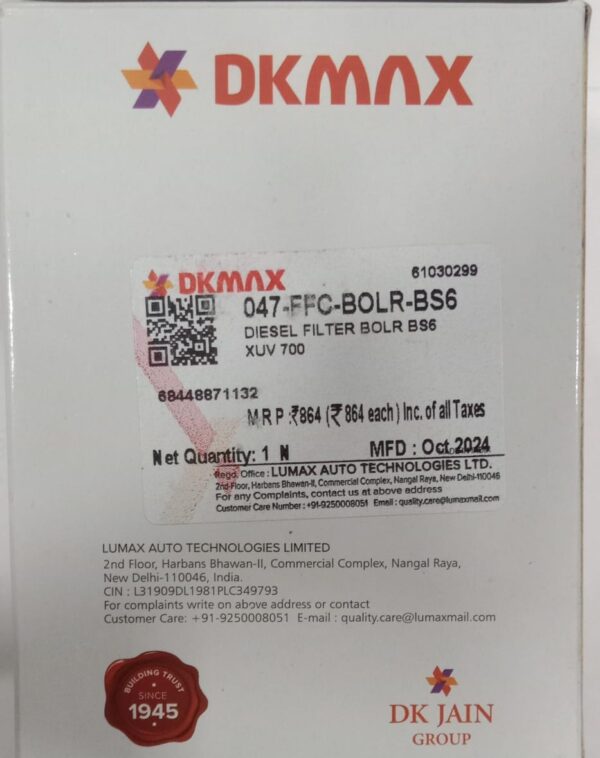 DKMAX
DKMAX
61030299
047-FFC-BOLR-BS6
DIESEL FILTER BOLR BS6
XUV 700
68448871132
M R P :₹864 (₹ 864 each) Inc. of all Taxes
Net Quantity: 1 N
MFD : Oct 2024
Regd. Office : LUMAX AUTO TECHNOLOGIES LTD.
2nd-Floor, Harbans Bhawan-II, Commercial Complex, Nangal Raya, New Delhi-110046
For any Complaints, contact us at above address
Customer Care Number : +91-9250008051 Email : quality.care@lumaxmail.com
LUMAX AUTO TECHNOLOGIES LIMITED
2nd Floor, Harbans Bhawan-II, Commercial Complex, Nangal Raya,
New Delhi-110046, India.
CIN : L31909DL1981PLC349793
For complaints write on above address or contact
Customer Care: +91-9250008051 E-mail : quality.care@lumaxmail.com
BUILDING TRUST
SINCE
1945
DK JAIN
GROUP